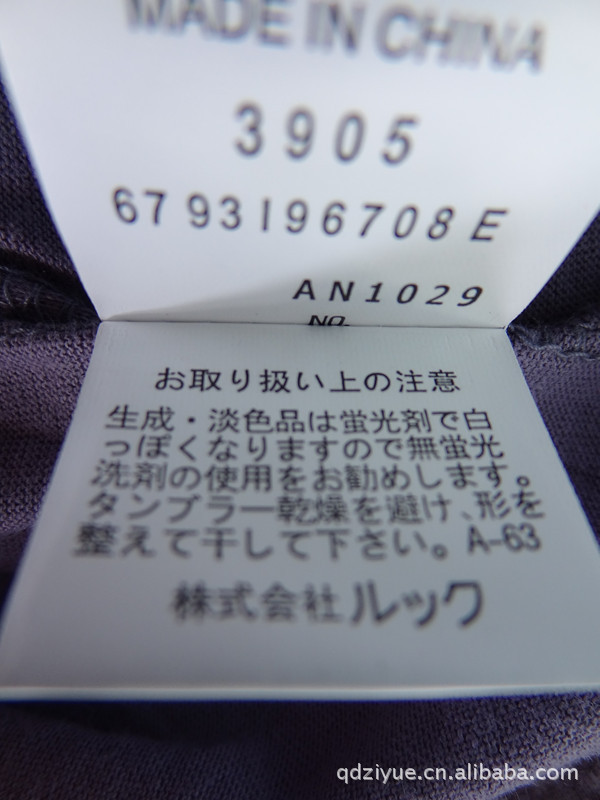 MADE IN CHINA
3905
67 93196708 E
AN1029
NO.
お取り扱い上の注意
生成・淡色品は蛍光剤で白
っぽくなりますので無蛍光
洗剤の使用をお勧めします。
タンブラー乾燥を避け、形を
整えて干して下さい。A-63
株式会社ルック
qdziyue.cn.alibaba.com